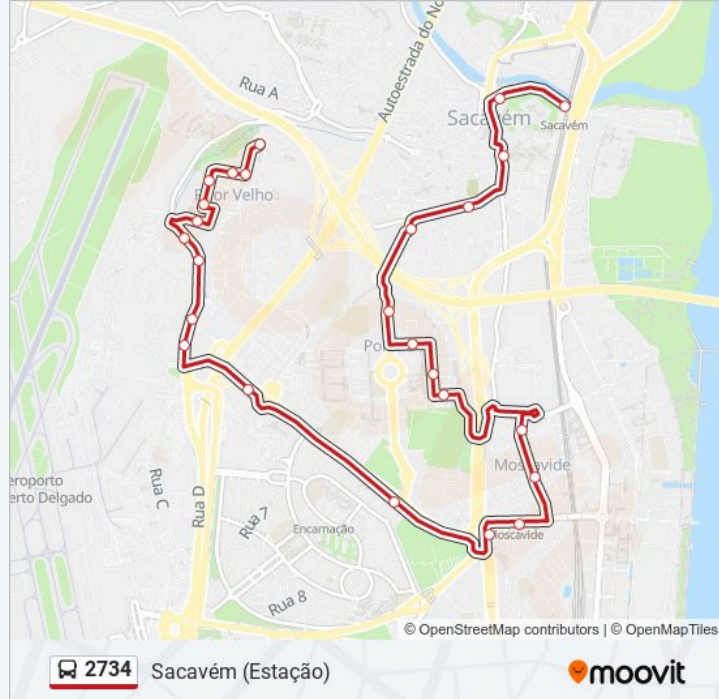 Autoestrada do No
Rua A
Sacavém
Sacavém
Prior Velho
Moscavide
eroporto
erto Delgado
Rua C
Rua D
Rua 7
Encarnação
Moscavide
Rua 8
© OpenStreetMap contributors | © OpenMapTiles
2734 Sacavém (Estação)
moovit